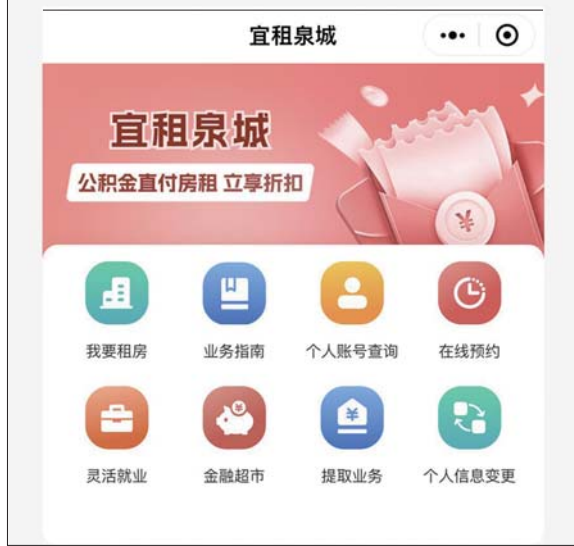 宜租泉城
宜租泉城
公积金直付房租 立享折扣
¥
我要租房 业务指南 个人账号查询 在线预约
¥ ¥
灵活就业 金融超市 提取业务 个人信息变更